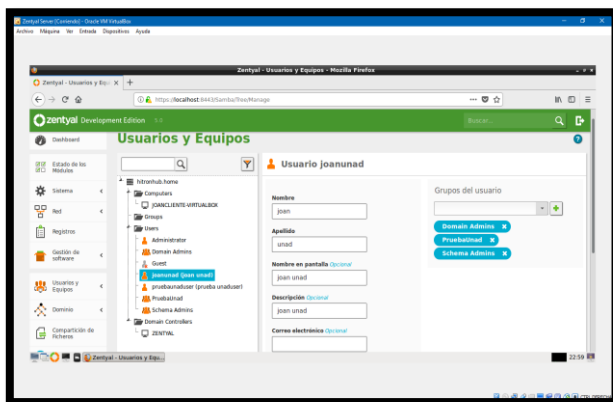 Zentyal Server [Corriendo] - Oracle VM VirtualBox
Archivo Máquina Ver Entrada Dispositivos Ayuda
Zentyal - Usuarios y Equipos - Mozilla Firefox
Zentyal - Usuarios y Equi
https://localhost:8443/Samba/Tree/Manage
zentyal Development Edition 5.0
Buscar...
Dashboard
Estado de los Módulos
Sistema
Red
Registros
Gestión de software
Usuarios y Equipos
Dominio
Compartición de Ficheros
Usuarios y Equipos
hitronhub.home
Computers
JOANCLIENTE-VIRTUALBOX
Groups
Users
Administrator
Domain Admins
Guest
joanunad (joan unad)
pruebaunaduser (prueba unaduser)
PruebaUnad
Schema Admins
Domain Controllers
ZENTYAL
Usuario joanunad
Nombre
joan
Apellido
unad
Nombre en pantalla Opcional
joan unad
Descripción Opcional
joan unad
Correo electrónico Opcional
Grupos del usuario
Domain Admins x
PruebaUnad x
Schema Admins x
Zentyal - Usuarios y Equ...
22:59
CTRL DERECHO